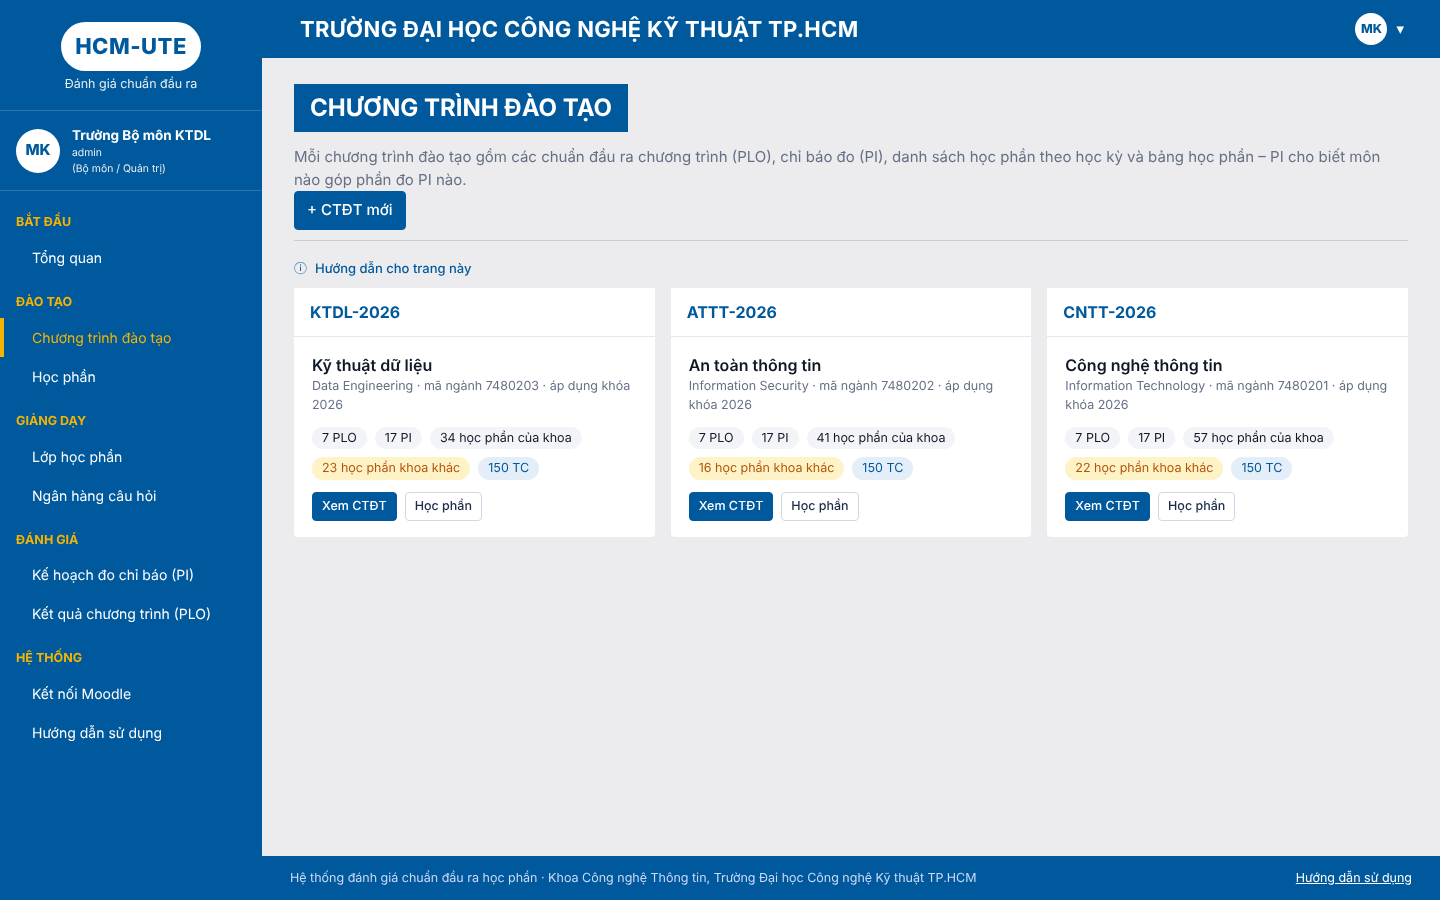 HCM-UTE
Đánh giá chuẩn đầu ra
MK
Trưởng Bộ môn KTDL
admin
(Bộ môn / Quản trị)
BẮT ĐẦU
Tổng quan
ĐÀO TẠO
Chương trình đào tạo
Học phần
GIẢNG DẠY
Lớp học phần
Ngân hàng câu hỏi
ĐÁNH GIÁ
Kế hoạch đo chỉ báo (PI)
Kết quả chương trình (PLO)
HỆ THỐNG
Kết nối Moodle
Hướng dẫn sử dụng
TRƯỜNG ĐẠI HỌC CÔNG NGHỆ KỸ THUẬT TP.HCM
MK ▼
CHƯƠNG TRÌNH ĐÀO TẠO
Mỗi chương trình đào tạo gồm các chuẩn đầu ra chương trình (PLO), chỉ báo đo (PI), danh sách học phần theo học kỳ và bảng học phần – PI cho biết môn
nào góp phần đo PI nào.
+ CTĐT mới
ⓘ Hướng dẫn cho trang này
KTDL-2026
Kỹ thuật dữ liệu
Data Engineering · mã ngành 7480203 · áp dụng khóa
2026
7 PLO 17 PI 34 học phần của khoa
23 học phần khoa khác 150 TC
Xem CTĐT Học phần
ATTT-2026
An toàn thông tin
Information Security · mã ngành 7480202 · áp dụng
khóa 2026
7 PLO 17 PI 41 học phần của khoa
16 học phần khoa khác 150 TC
Xem CTĐT Học phần
CNTT-2026
Công nghệ thông tin
Information Technology · mã ngành 7480201 · áp dụng
khóa 2026
7 PLO 17 PI 57 học phần của khoa
22 học phần khoa khác 150 TC
Xem CTĐT Học phần
Hệ thống đánh giá chuẩn đầu ra học phần · Khoa Công nghệ Thông tin, Trường Đại học Công nghệ Kỹ thuật TP.HCM
Hướng dẫn sử dụng